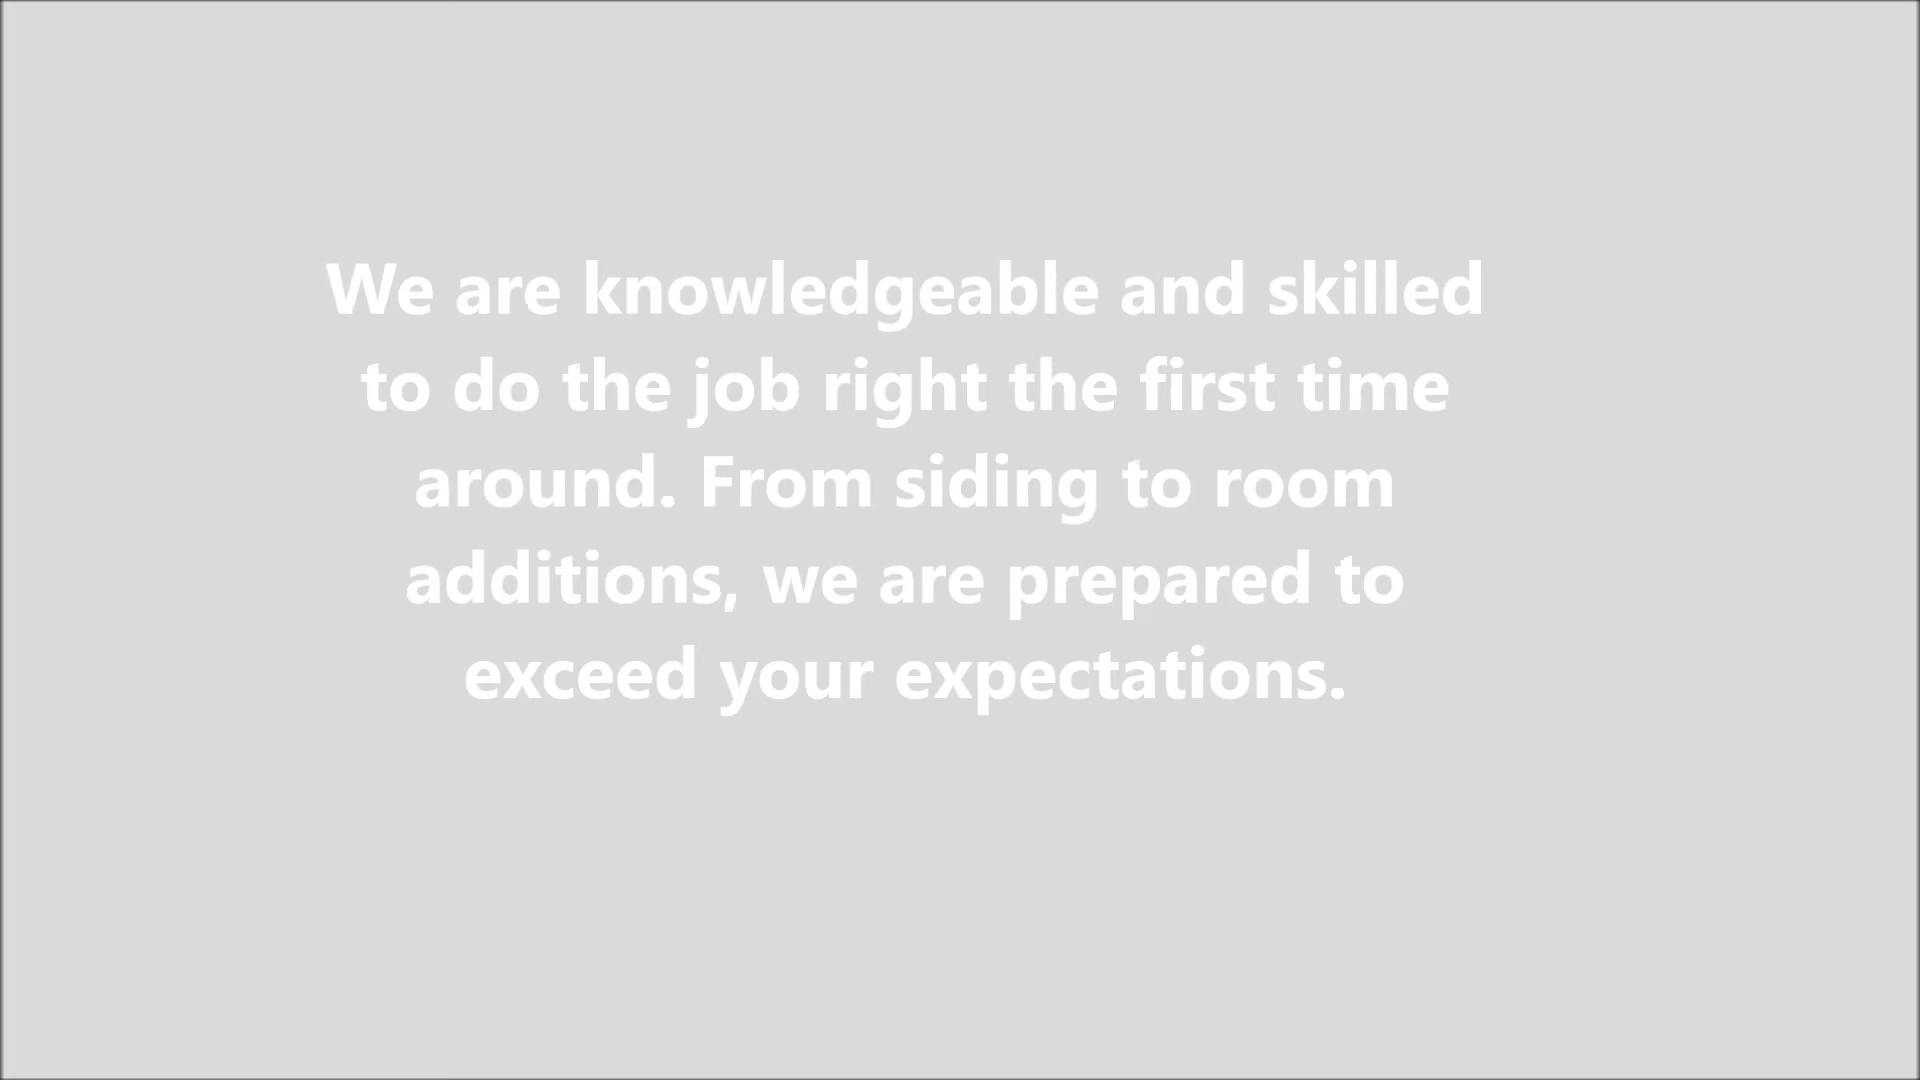 We are knowledgeable and skilled
to do the job right the first time
around. From siding to room
additions, we are prepared to
exceed your expectations.